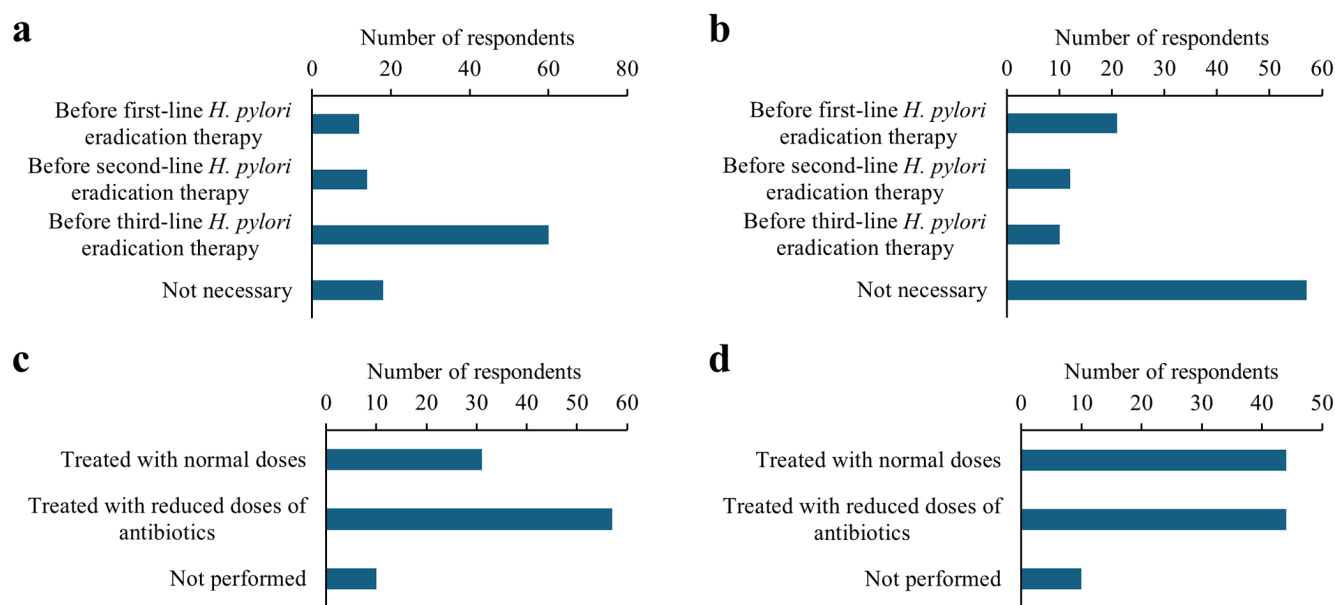 a
Number of respondents
0 20 40 60 80
Before first-line H. pylori
eradication therapy
Before second-line H. pylori
eradication therapy
Before third-line H. pylori
eradication therapy
Not necessary
b
Number of respondents
0 10 20 30 40 50 60
Before first-line H. pylori
eradication therapy
Before second-line H. pylori
eradication therapy
Before third-line H. pylori
eradication therapy
Not necessary
c
Number of respondents
0 10 20 30 40 50 60
Treated with normal doses
Treated with reduced doses of
antibiotics
Not performed
d
Number of respondents
0 10 20 30 40 50
Treated with normal doses
Treated with reduced doses of
antibiotics
Not performed